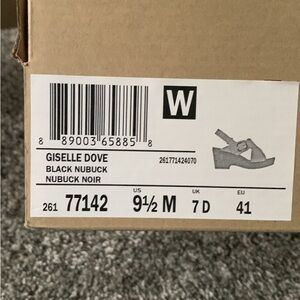 W
8 89003 65885 8
GISELLE DOVE
261771424070
BLACK NUBUCK
NUBUCK NOIR
US UK EU
261 77142 9½ M 7 D 41